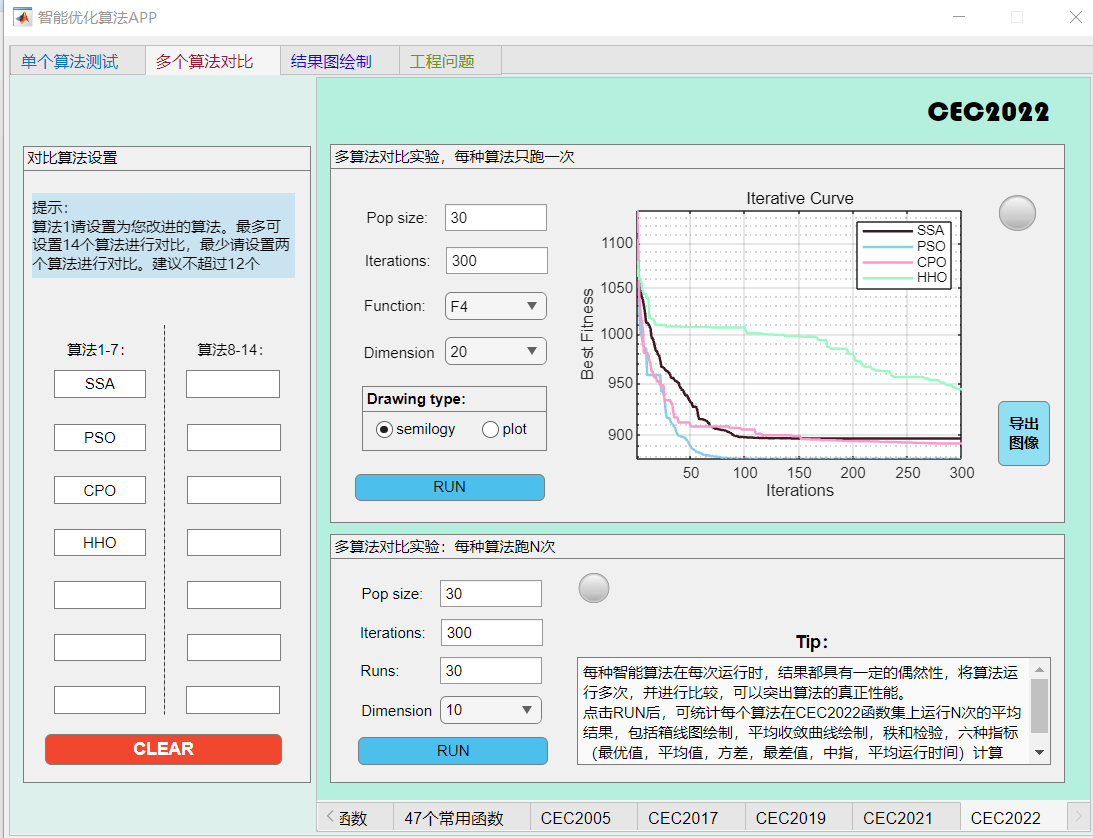 智能优化算法APP
单个算法测试
多个算法对比
结果图绘制
工程问题
CEC2022
对比算法设置
提示：
算法1请设置为您改进的算法。最多可
设置14个算法进行对比，最少请设置两
个算法进行对比。建议不超过12个
算法1-7：
算法8-14：
SSA
PSO
CPO
HHO
CLEAR
多算法对比实验，每种算法只跑一次
Pop size:
30
Iterations:
300
Function:
F4
Dimension
20
Drawing type:
semilogy
plot
RUN
Iterative Curve
SSA
PSO
CPO
HHO
1100
1050
1000
950
900
Best Fitness
50
100
150
200
250
300
Iterations
导出
图像
多算法对比实验：每种算法跑N次
Pop size:
30
Iterations:
300
Runs:
30
Dimension
10
RUN
Tip：
每种智能算法在每次运行时，结果都具有一定的偶然性，将算法运
行多次，并进行比较，可以突出算法的真正性能。
点击RUN后，可统计每个算法在CEC2022函数集上运行N次的平均
结果，包括箱线图绘制，平均收敛曲线绘制，秩和检验，六种指标
（最优值，平均值，方差，最差值，中指，平均运行时间）计算
函数
47个常用函数
CEC2005
CEC2017
CEC2019
CEC2021
CEC2022